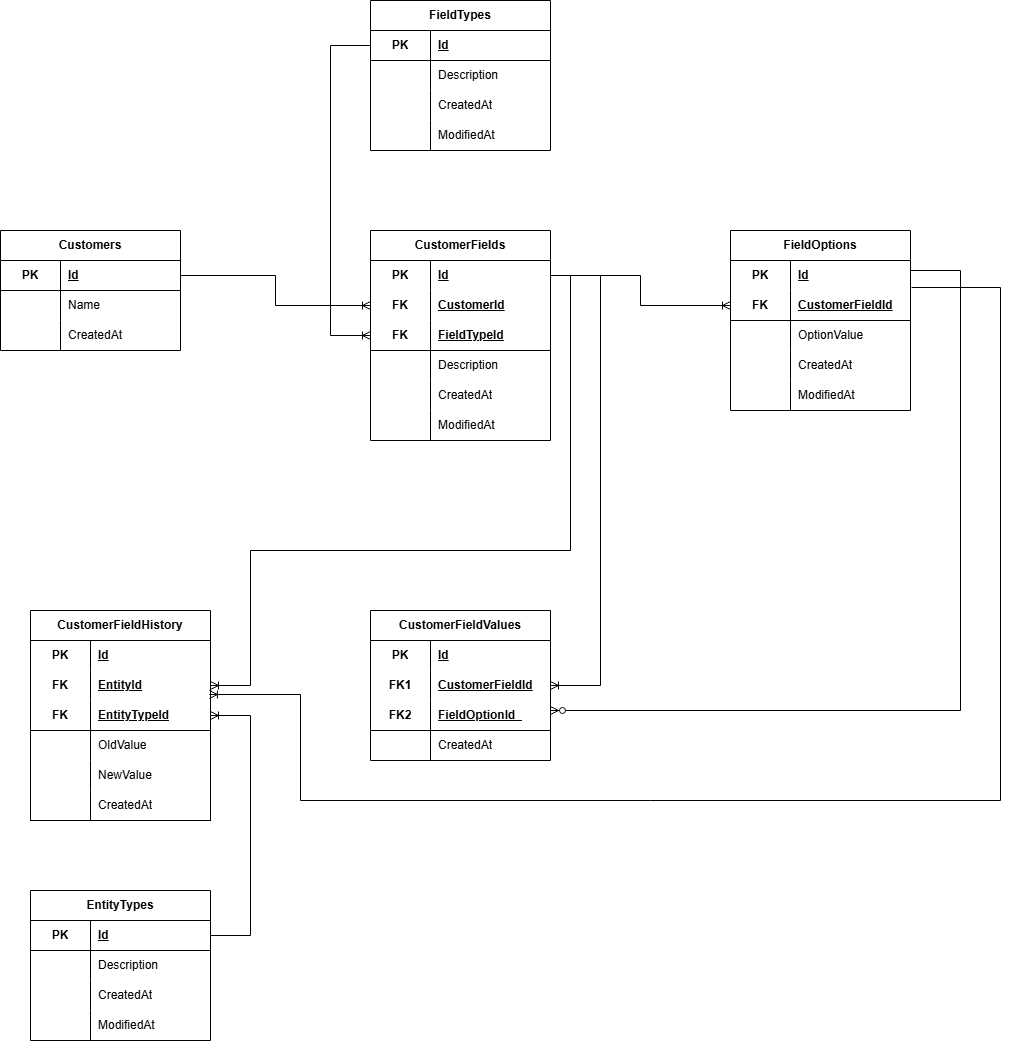 FieldTypes
PK Id
Description
CreatedAt
ModifiedAt
Customers
PK Id
Name
CreatedAt
CustomerFields
PK Id
FK CustomerId
FK FieldTypeId
Description
CreatedAt
ModifiedAt
FieldOptions
PK Id
FK CustomerFieldId
OptionValue
CreatedAt
ModifiedAt
CustomerFieldHistory
PK Id
FK EntityId
FK EntityTypeId
OldValue
NewValue
CreatedAt
CustomerFieldValues
PK Id
FK1 CustomerFieldId
FK2 FieldOptionId
CreatedAt
EntityTypes
PK Id
Description
CreatedAt
ModifiedAt